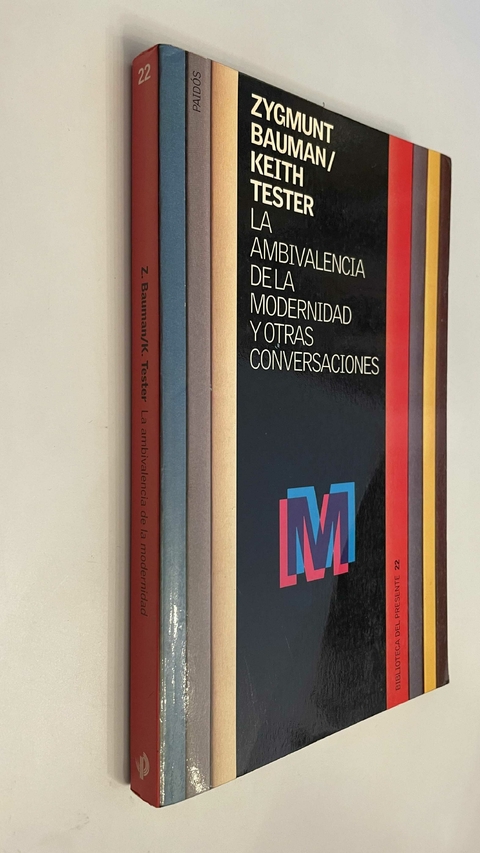 22
Z. Bauman/K. Tester La ambivalencia de la modernidad
PAIDÓS
ZYGMUNT
BAUMAN/
KEITH
TESTER
LA
AMBIVALENCIA
DE LA
MODERNIDAD
Y OTRAS
CONVERSACIONES
M
BIBLIOTECA DEL PRESENTE 22